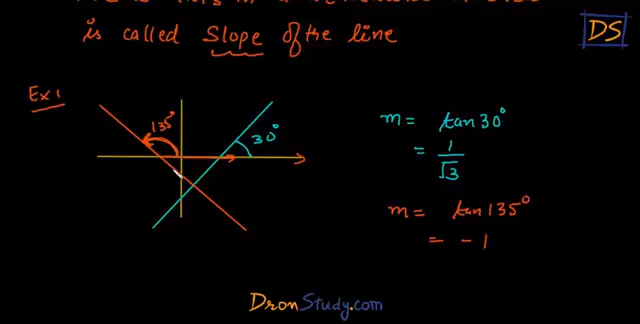 is called Slope of the line
DS
Ex:
135°
30°
m = tan 30°
= 1/√3
m = tan 135°
= -1
DronStudy.com